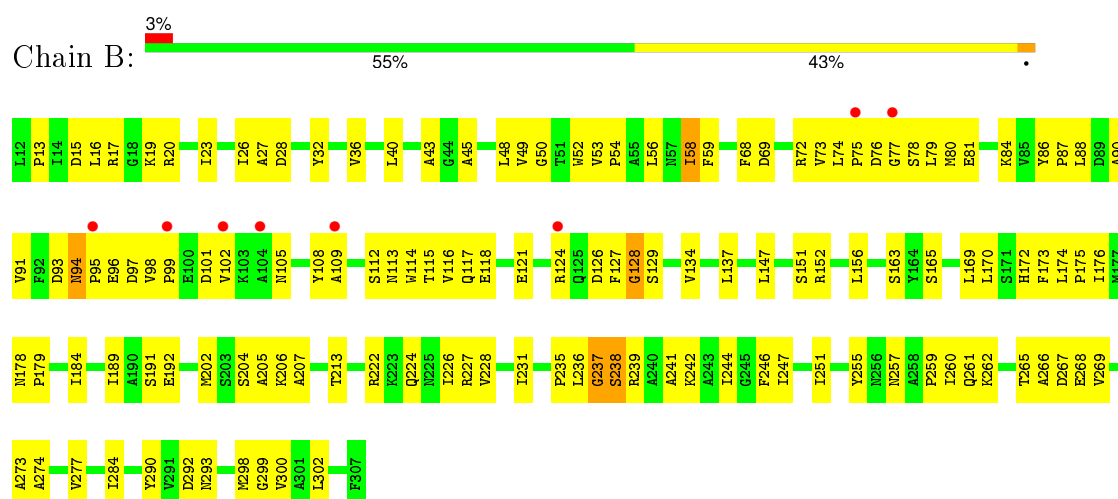 3%
Chain B:
55% 43% •
L12 P13 I14 D15 L16 R17 G18 K19 R20 I23 I26 A27 D28 Y32 V36 L40 A43 G44 A45 L48 V49 G50 T51 W52 V53 P54 A55 L56 N57 I58 F59 F68 D69 R72 V73 L74 P75 D76 G77 S78 L79 M80 E81 K84 V85 Y86 P87 L88 D89 A90
V91 F92 D93 N94 P95 E96 D97 V98 P99 E100 D101 V102 K103 A104 N105 Y108 A109 S112 N113 W114 T115 V116 Q117 E118 E121 R124 Q125 D126 F127 G128 S129 V134 L137 L147 S151 R152 L156 S163 Y164 S165 L169 L170 S171 H172 F173 L174 P175 I176 M177
N178 P179 I184 I189 A190 S191 E192 M202 S203 S204 A205 K206 A207 T213 R222 K223 Q224 N225 I226 R227 V228 I231 P235 L236 G237 S238 R239 A240 A241 K242 A243 I244 G245 F246 I247 I251 Y255 N256 N257 A258 P259 I260 Q261 K262 T265 A266 D267 E268 V269
A273 A274 V277 I284 Y290 V291 D292 N293 M298 G299 V300 A301 L302 F307